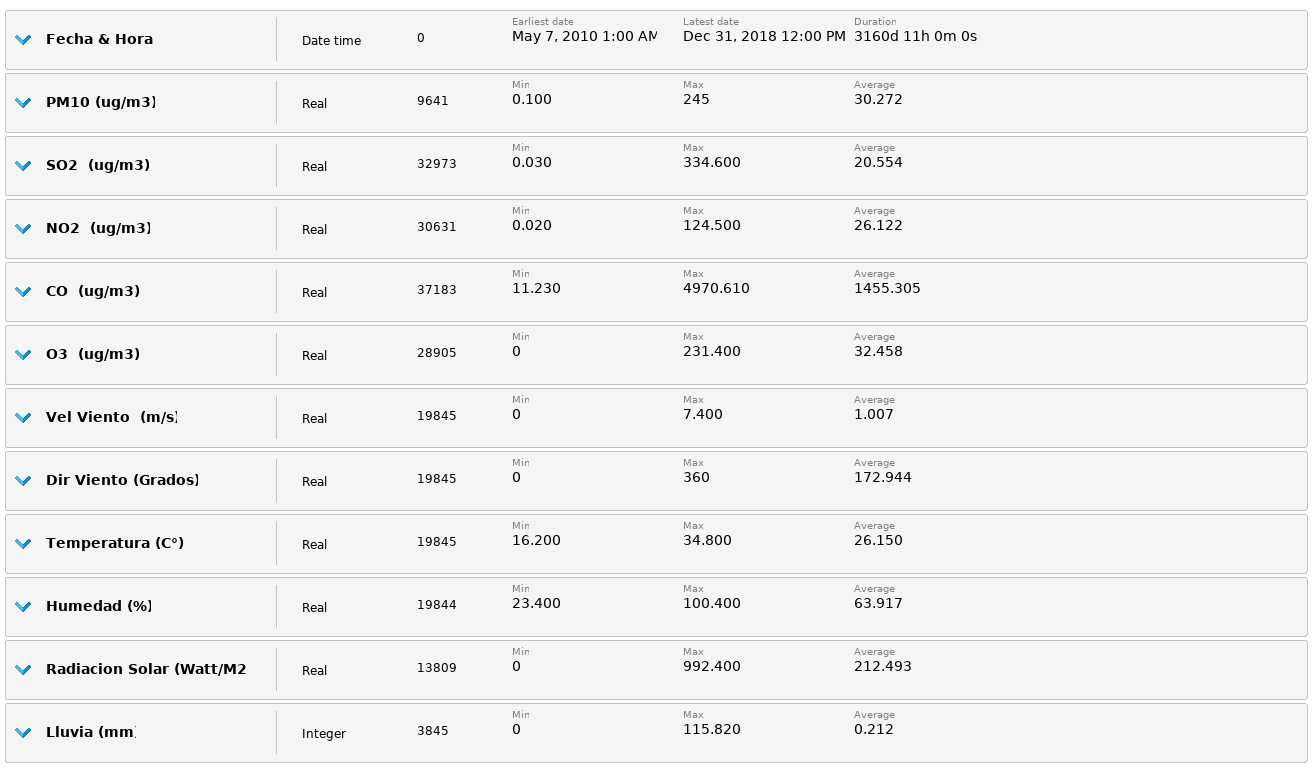 Fecha & Hora Date time 0 Earliest date May 7, 2010 1:00 AM Latest date Dec 31, 2018 12:00 PM Duration 3160d 11h 0m 0s
PM10 (ug/m3) Real 9641 Min 0.100 Max 245 Average 30.272
SO2 (ug/m3) Real 32973 Min 0.030 Max 334.600 Average 20.554
NO2 (ug/m3) Real 30631 Min 0.020 Max 124.500 Average 26.122
CO (ug/m3) Real 37183 Min 11.230 Max 4970.610 Average 1455.305
O3 (ug/m3) Real 28905 Min 0 Max 231.400 Average 32.458
Vel Viento (m/s) Real 19845 Min 0 Max 7.400 Average 1.007
Dir Viento (Grados) Real 19845 Min 0 Max 360 Average 172.944
Temperatura (C°) Real 19845 Min 16.200 Max 34.800 Average 26.150
Humedad (%) Real 19844 Min 23.400 Max 100.400 Average 63.917
Radiacion Solar (Watt/M2 Real 13809 Min 0 Max 992.400 Average 212.493
Lluvia (mm) Integer 3845 Min 0 Max 115.820 Average 0.212